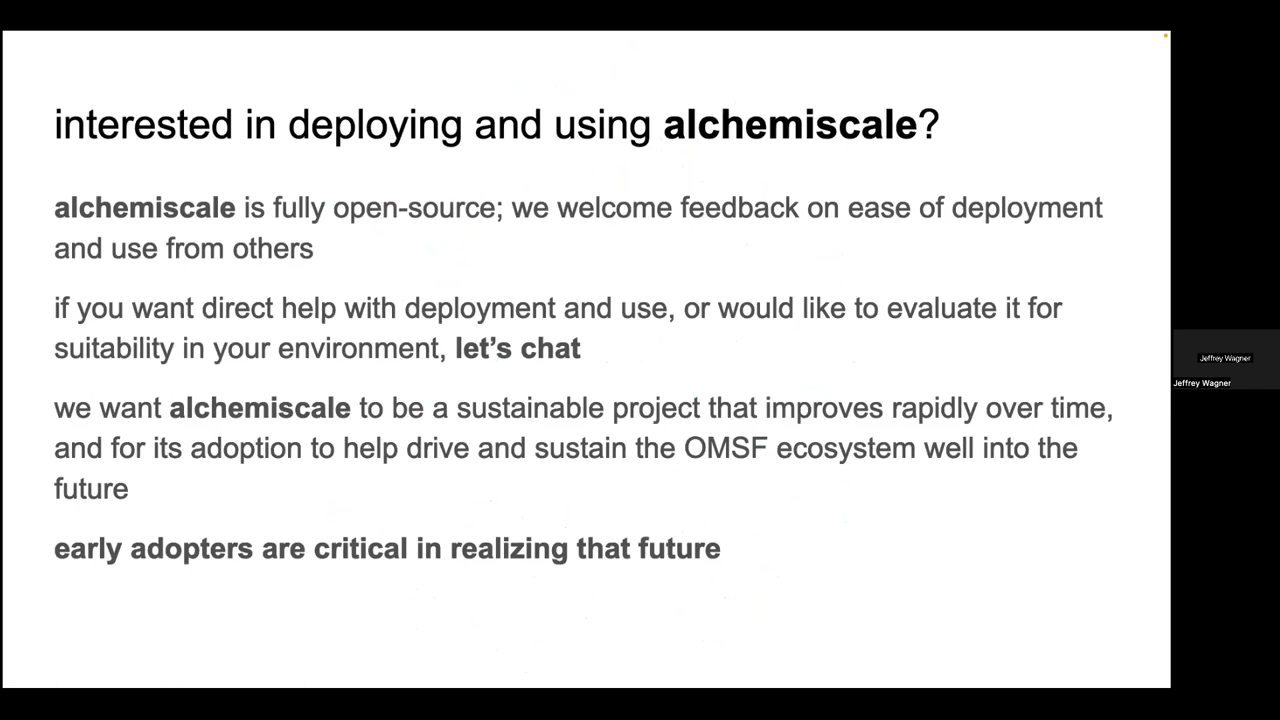 interested in deploying and using alchemiscale?
alchemiscale is fully open-source; we welcome feedback on ease of deployment
and use from others
if you want direct help with deployment and use, or would like to evaluate it for
suitability in your environment, let’s chat
we want alchemiscale to be a sustainable project that improves rapidly over time,
and for its adoption to help drive and sustain the OMSF ecosystem well into the
future
early adopters are critical in realizing that future
Jeffrey Wagner
Jeffrey Wagner